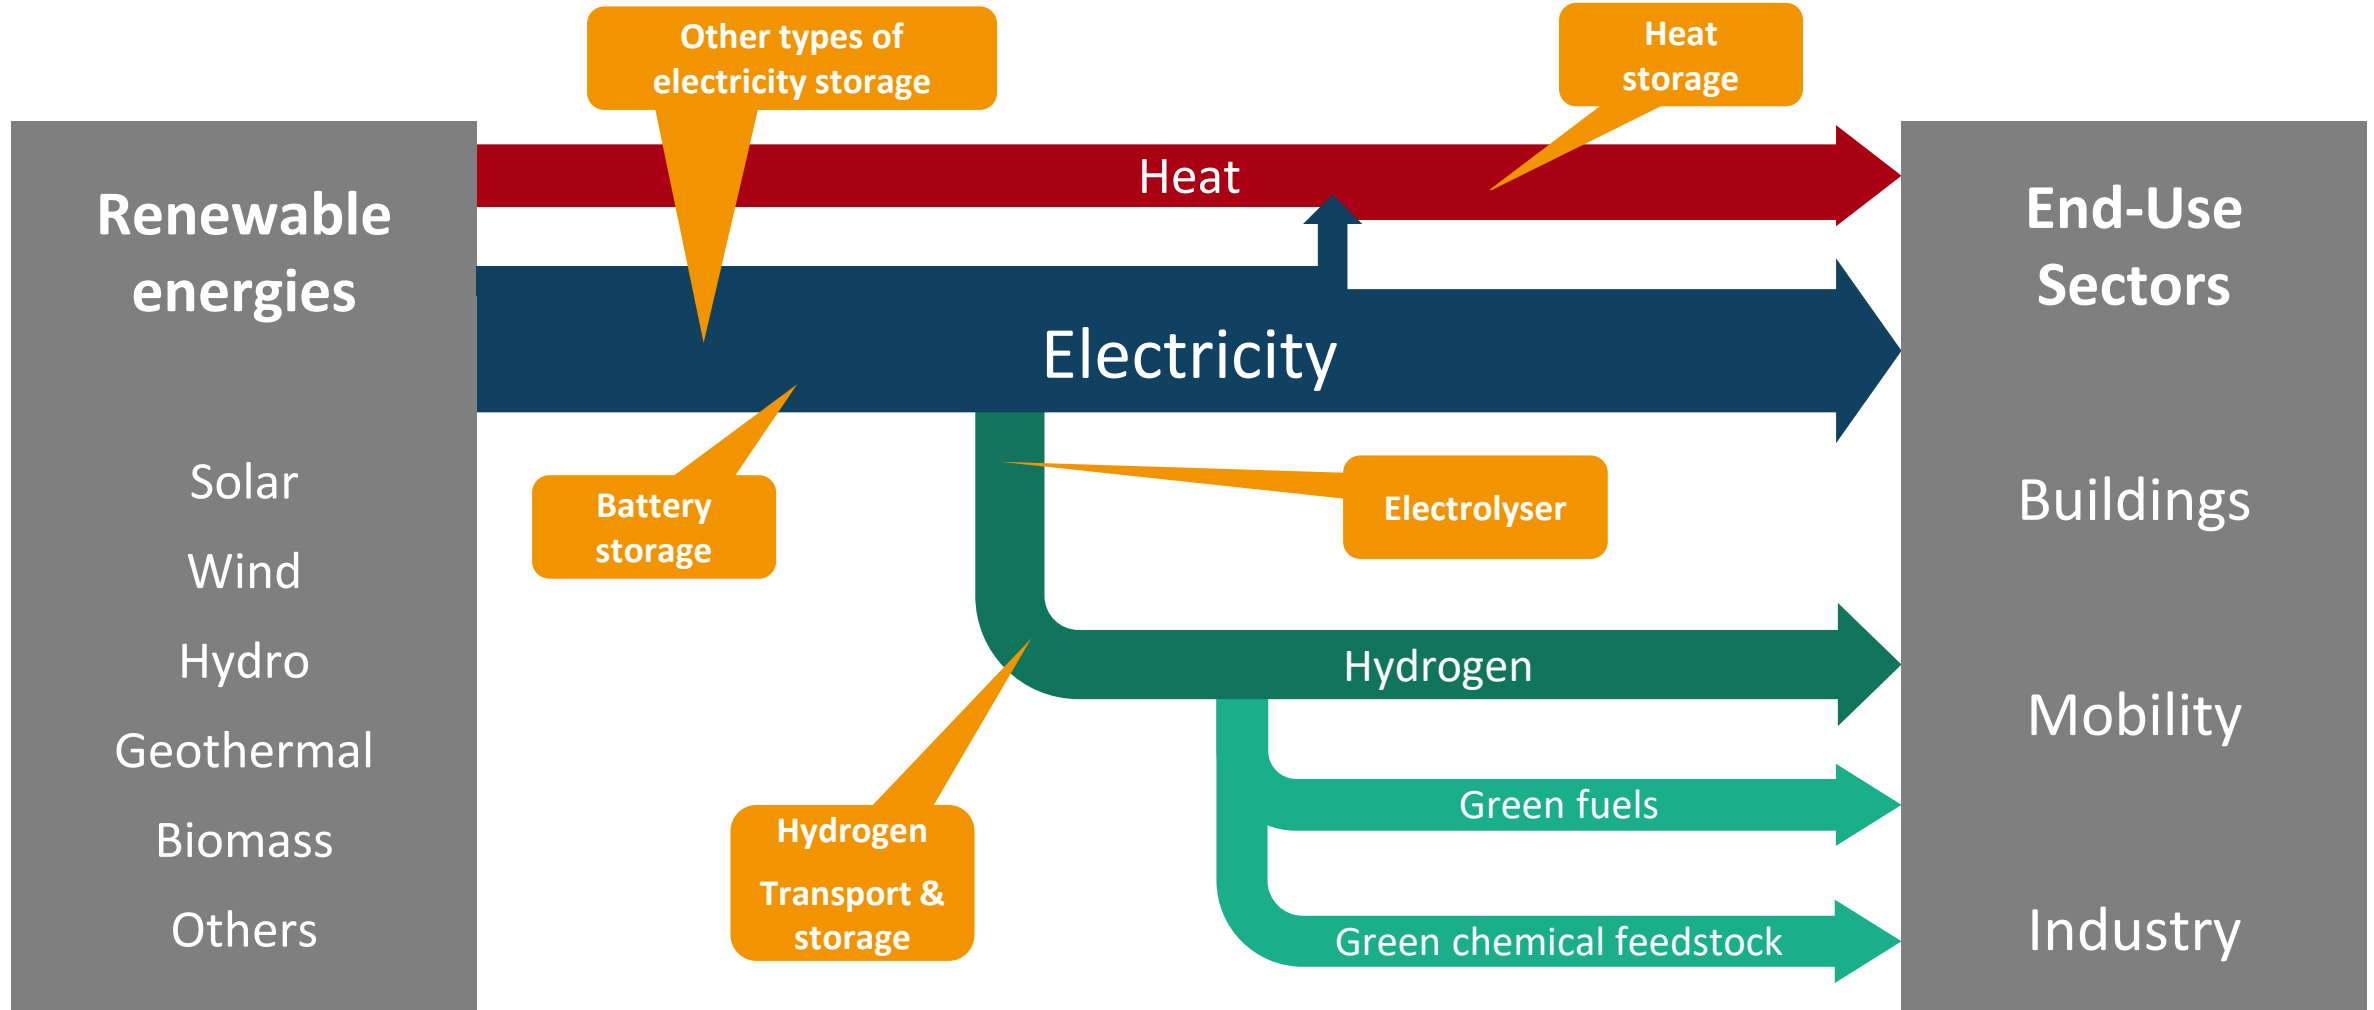 Other types of
electricity storage
Heat
storage
Renewable
energies
Solar
Wind
Hydro
Geothermal
Biomass
Others
Heat
Electricity
Battery
storage
Electrolyser
Hydrogen
Hydrogen
Transport &
storage
Green fuels
Green chemical feedstock
End-Use
Sectors
Buildings
Mobility
Industry